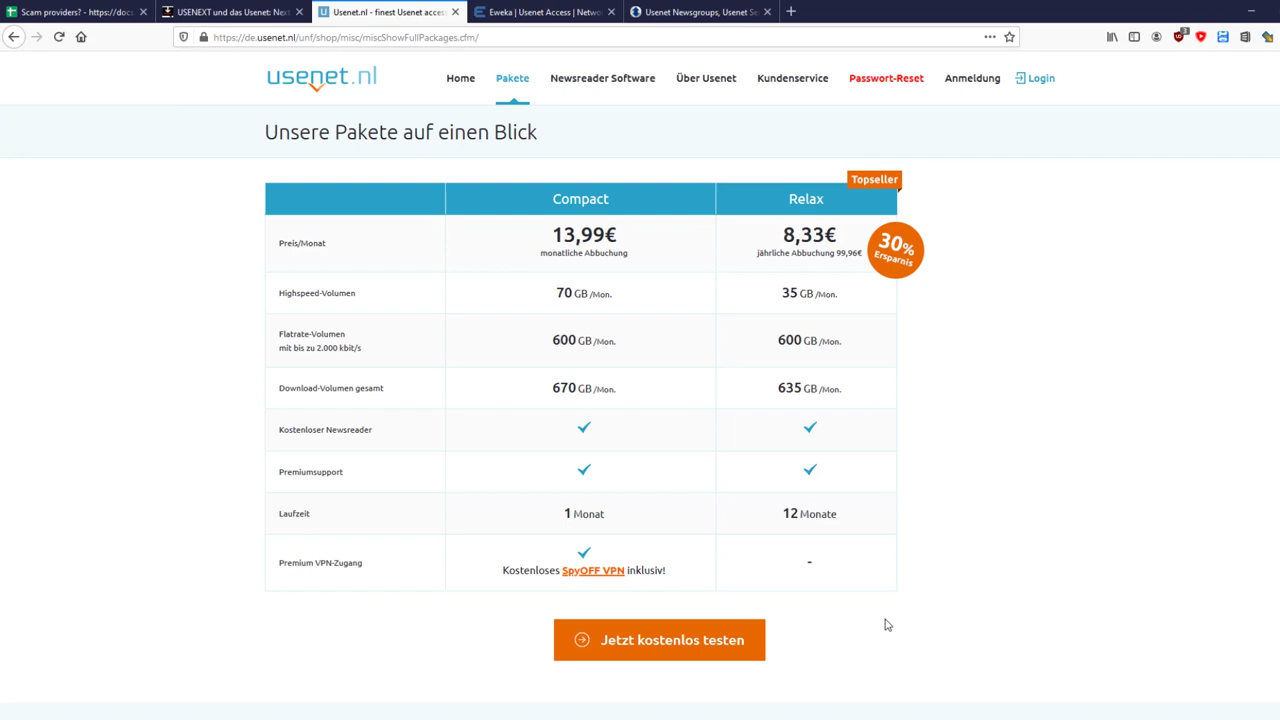 Scam providers? - https://docs
USENEXT und das Usenet: Next
Usenet.nl - finest Usenet acces
Eweka | Usenet Access | Netwo
Usenet Newsgroups, Usenet Se
https://de.usenet.nl/unf/shop/misc/miscShowFullPackages.cfm/
usenet.nl
Home
Pakete
Newsreader Software
Über Usenet
Kundenservice
Passwort-Reset
Anmeldung
Login
Unsere Pakete auf einen Blick
Topseller
Compact
Relax
Preis/Monat
13,99€
monatliche Abbuchung
8,33€
jährliche Abbuchung 99,96€
30%
Ersparnis
Highspeed-Volumen
70 GB /Mon.
35 GB /Mon.
Flatrate-Volumen
mit bis zu 2.000 kbit/s
600 GB /Mon.
600 GB /Mon.
Download-Volumen gesamt
670 GB /Mon.
635 GB /Mon.
Kostenloser Newsreader
Premiumsupport
Laufzeit
1 Monat
12 Monate
Premium VPN-Zugang
Kostenloses SpyOFF VPN inklusiv!
-
Jetzt kostenlos testen